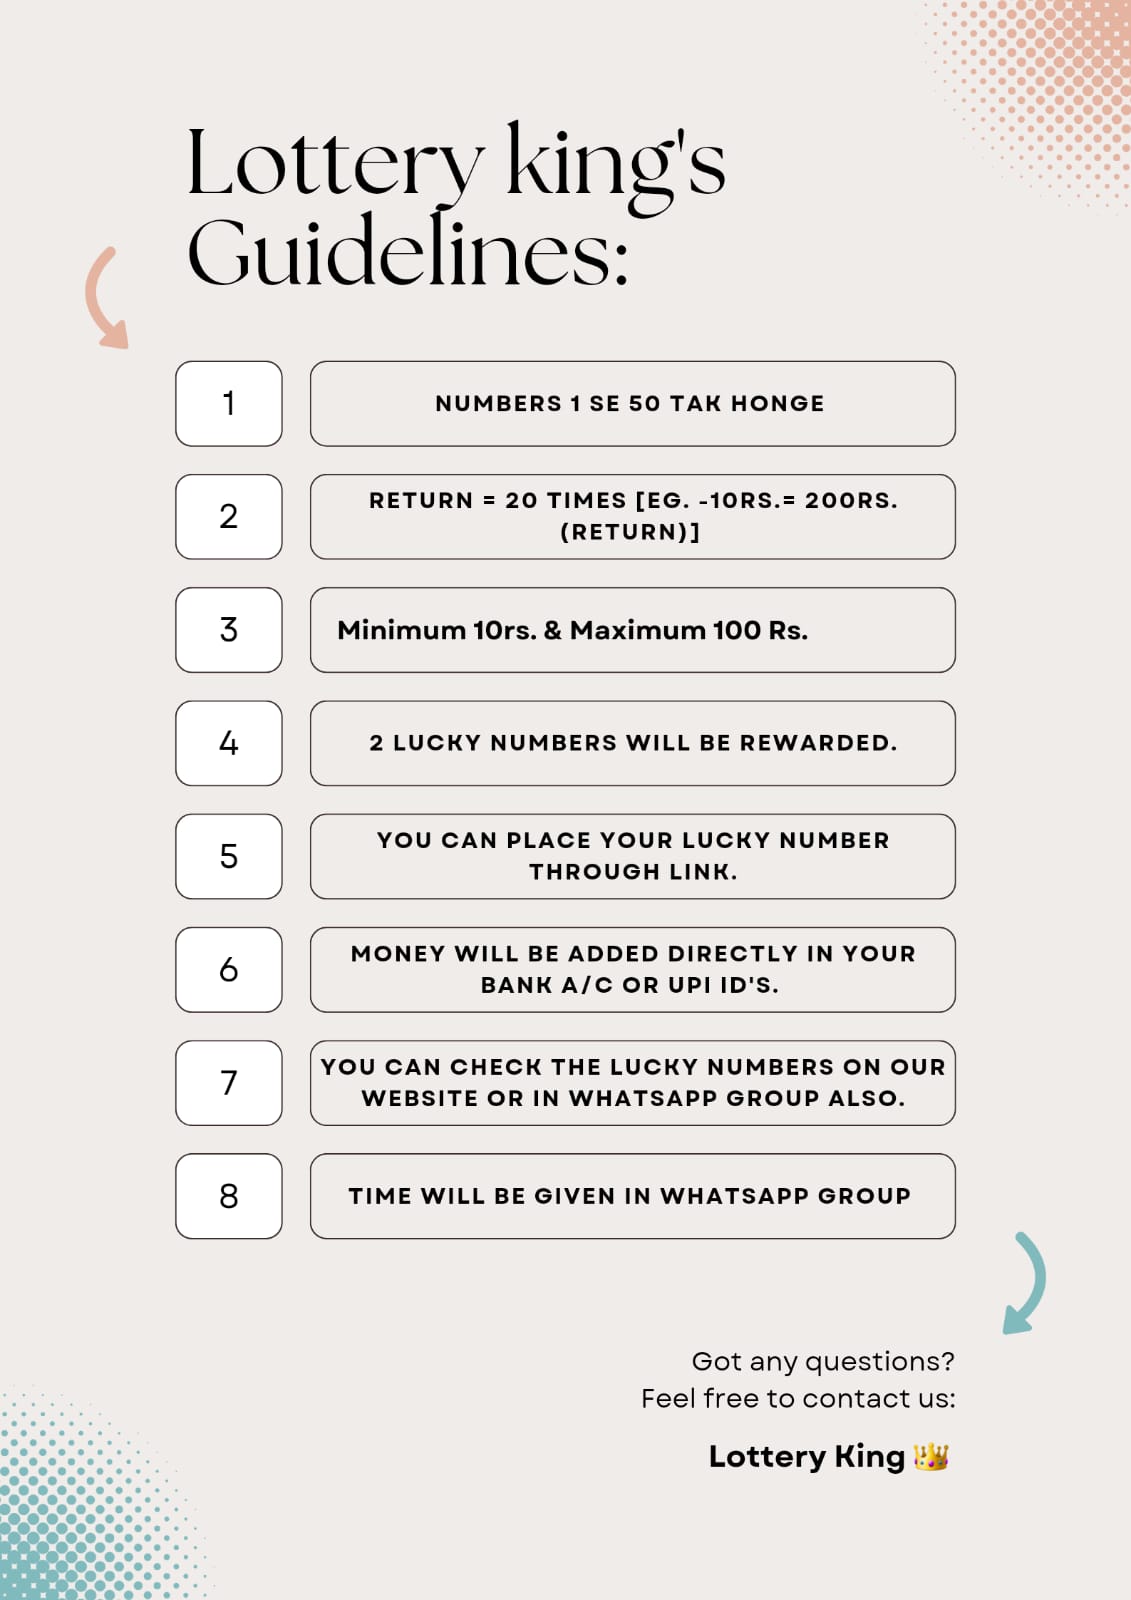 Lottery king's
Guidelines:
1
NUMBERS 1 SE 50 TAK HONGE
2
RETURN = 20 TIMES [EG. -10RS.= 200RS.
(RETURN)]
3
Minimum 10rs. & Maximum 100 Rs.
4
2 LUCKY NUMBERS WILL BE REWARDED.
5
YOU CAN PLACE YOUR LUCKY NUMBER
THROUGH LINK.
6
MONEY WILL BE ADDED DIRECTLY IN YOUR
BANK A/C OR UPI ID'S.
7
YOU CAN CHECK THE LUCKY NUMBERS ON OUR
WEBSITE OR IN WHATSAPP GROUP ALSO.
8
TIME WILL BE GIVEN IN WHATSAPP GROUP
Got any questions?
Feel free to contact us:
Lottery King 👑